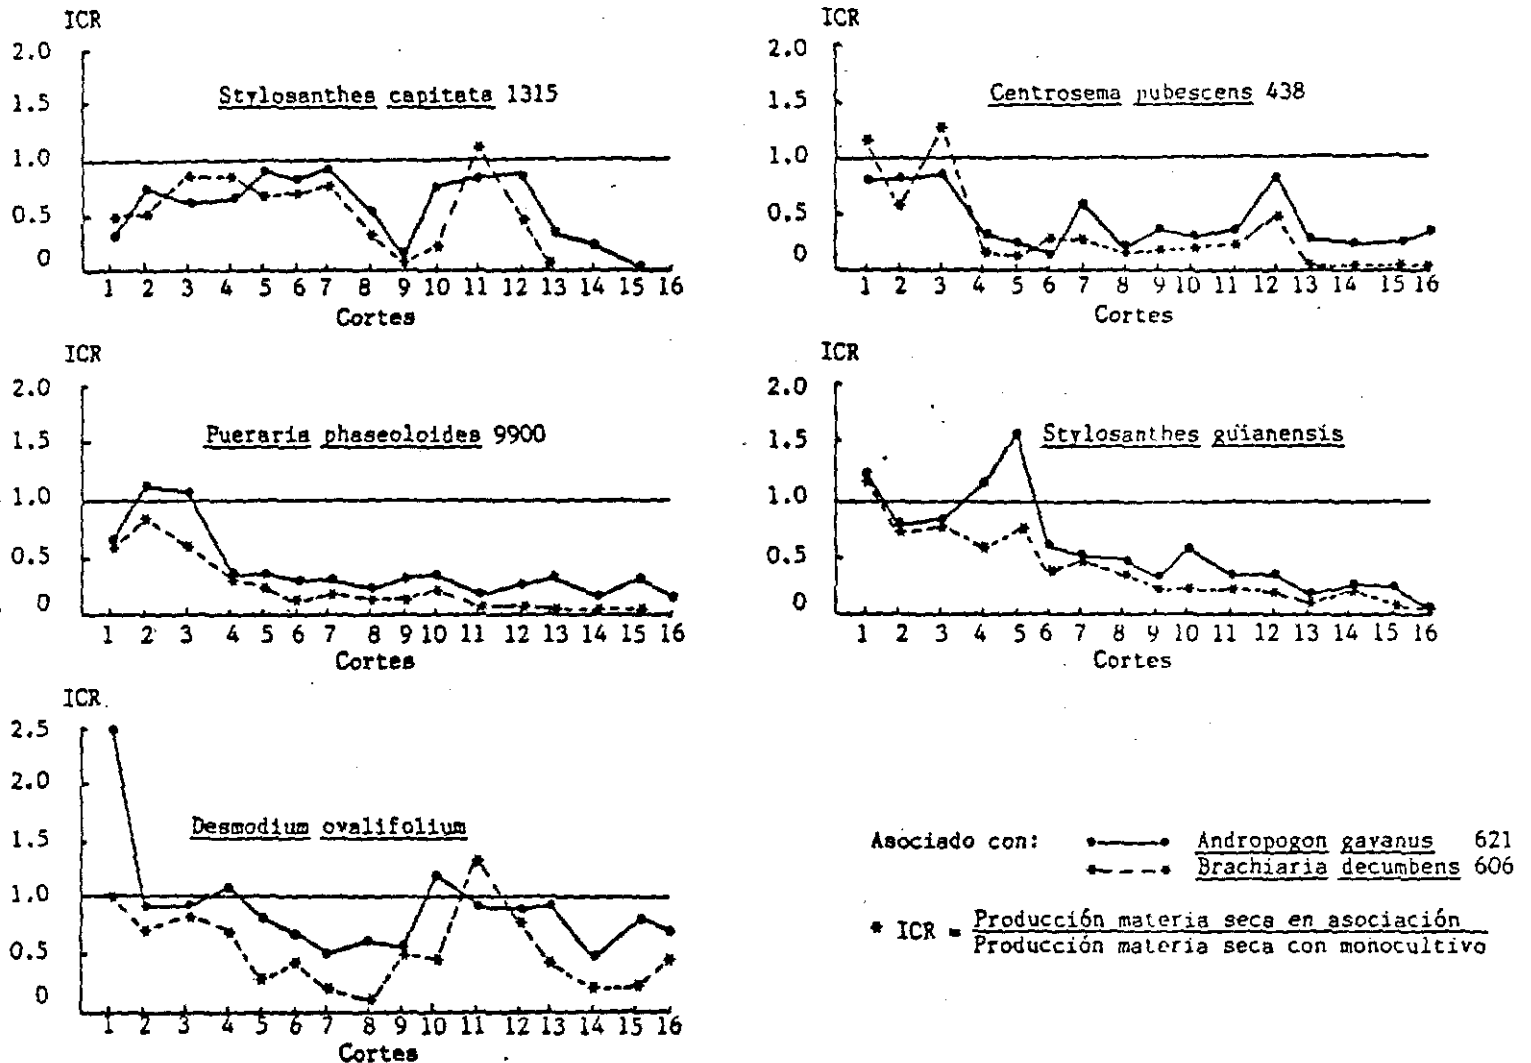 ICR
2.0
1.5
1.0
0.5
0
Stylosanthes capitata 1315
1 2 3 4 5 6 7 8 9 10 11 12 13 14 15 16
Cortes
ICR
2.0
1.5
1.0
0.5
0
Centrosema pubescens 438
1 2 3 4 5 6 7 8 9 10 11 12 13 14 15 16
Cortes
ICR
2.0
1.5
1.0
0.5
0
Pueraria phaseoloides 9900
1 2 3 4 5 6 7 8 9 10 11 12 13 14 15 16
Cortes
ICR
2.0
1.5
1.0
0.5
0
Stylosanthes guianensis
1 2 3 4 5 6 7 8 9 10 11 12 13 14 15 16
Cortes
ICR
2.5
2.0
1.5
1.0
0.5
0
Desmodium ovalifolium
1 2 3 4 5 6 7 8 9 10 11 12 13 14 15 16
Cortes
Asociado con: Andropogon gayanus 621
Brachiaria decumbens 606
* ICR = Producción materia seca en asociación
Producción materia seca con monocultivo